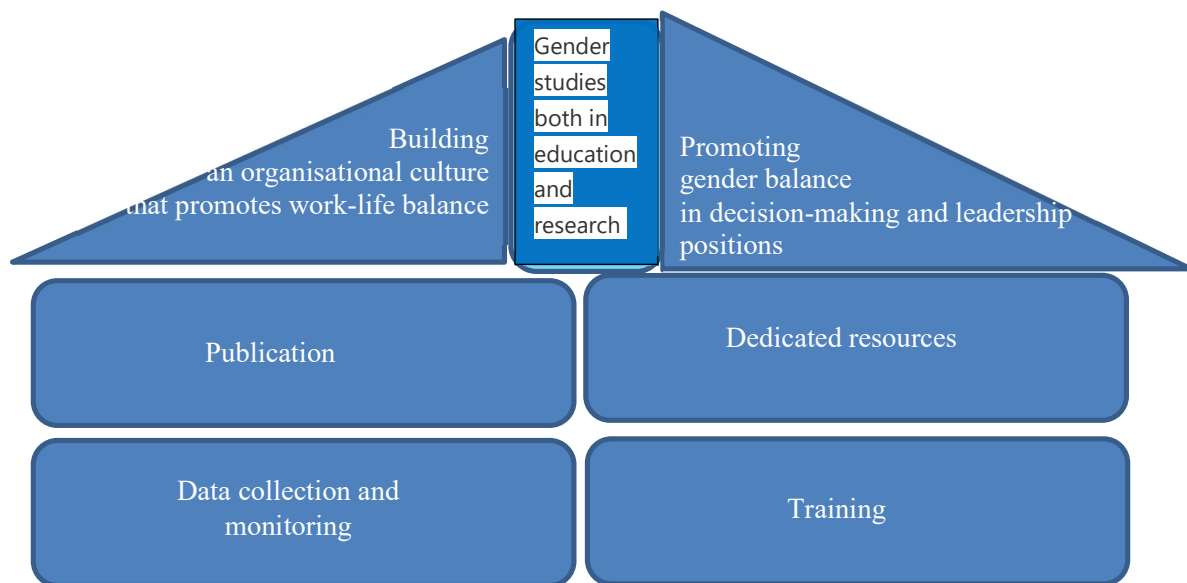 Building
an organisational culture
that promotes work-life balance
Gender
studies
both in
education
and
research
Promoting
gender balance
in decision-making and leadership
positions
Publication
Dedicated resources
Data collection and
monitoring
Training